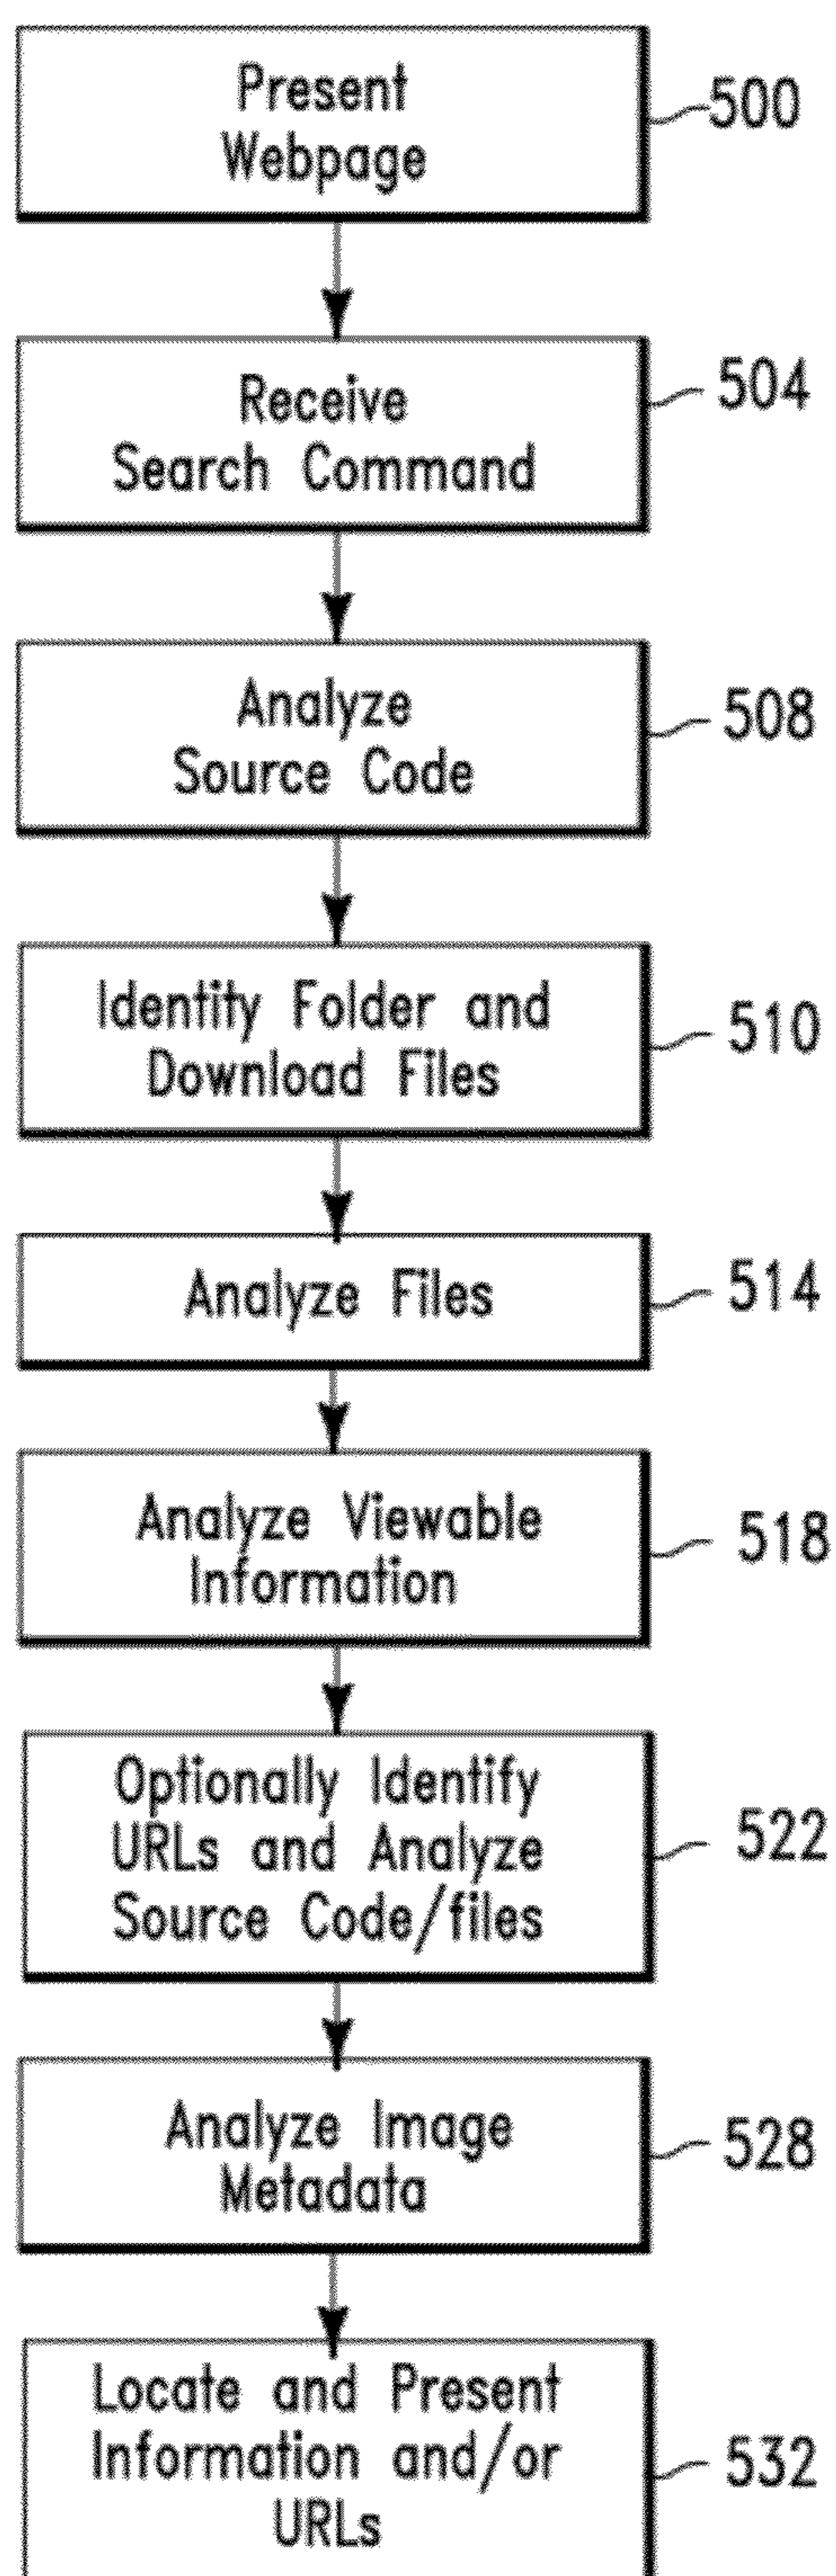 Present
Webpage
500
Receive
Search Command
504
Analyze
Source Code
508
Identity Folder and
Download Files
510
Analyze Files
514
Analyze Viewable
Information
518
Optionally Identify
URLs and Analyze
Source Code/files
522
Analyze Image
Metadata
528
Locate and Present
Information and/or
URLs
532